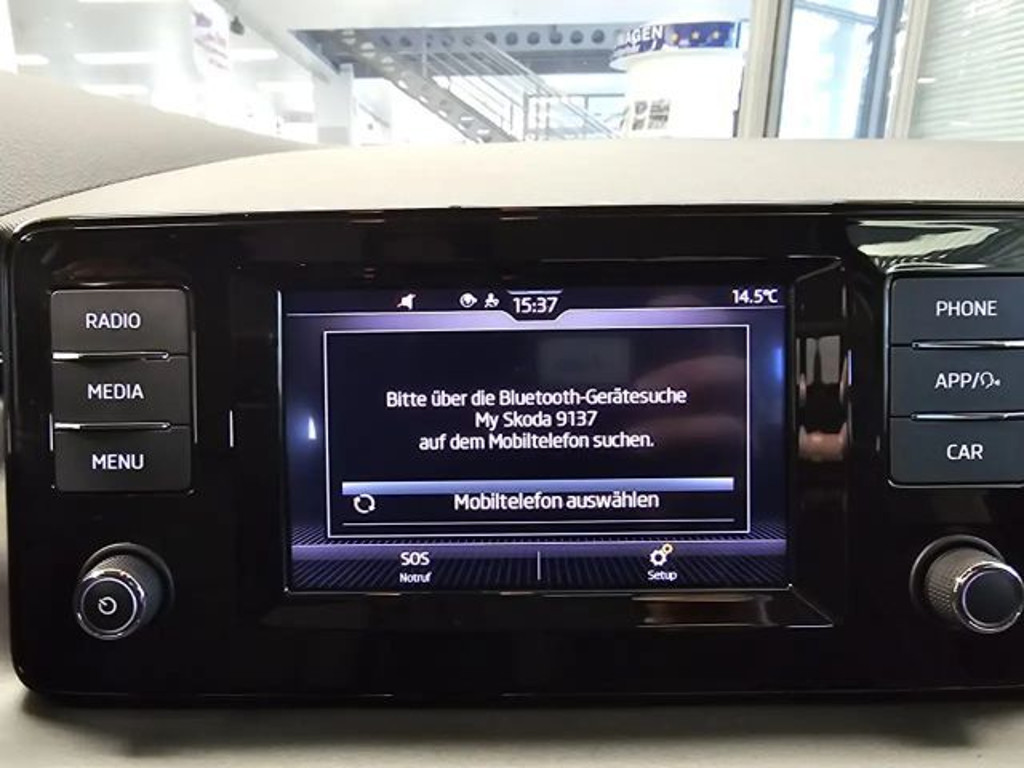 AGEN
RADIO
MEDIA
MENU
15:37
14.5°C
Bitte über die Bluetooth-Gerätesuche
My Skoda 9137
auf dem Mobiltelefon suchen.
Mobiltelefon auswählen
SOS
Notruf
Setup
PHONE
APP/
CAR